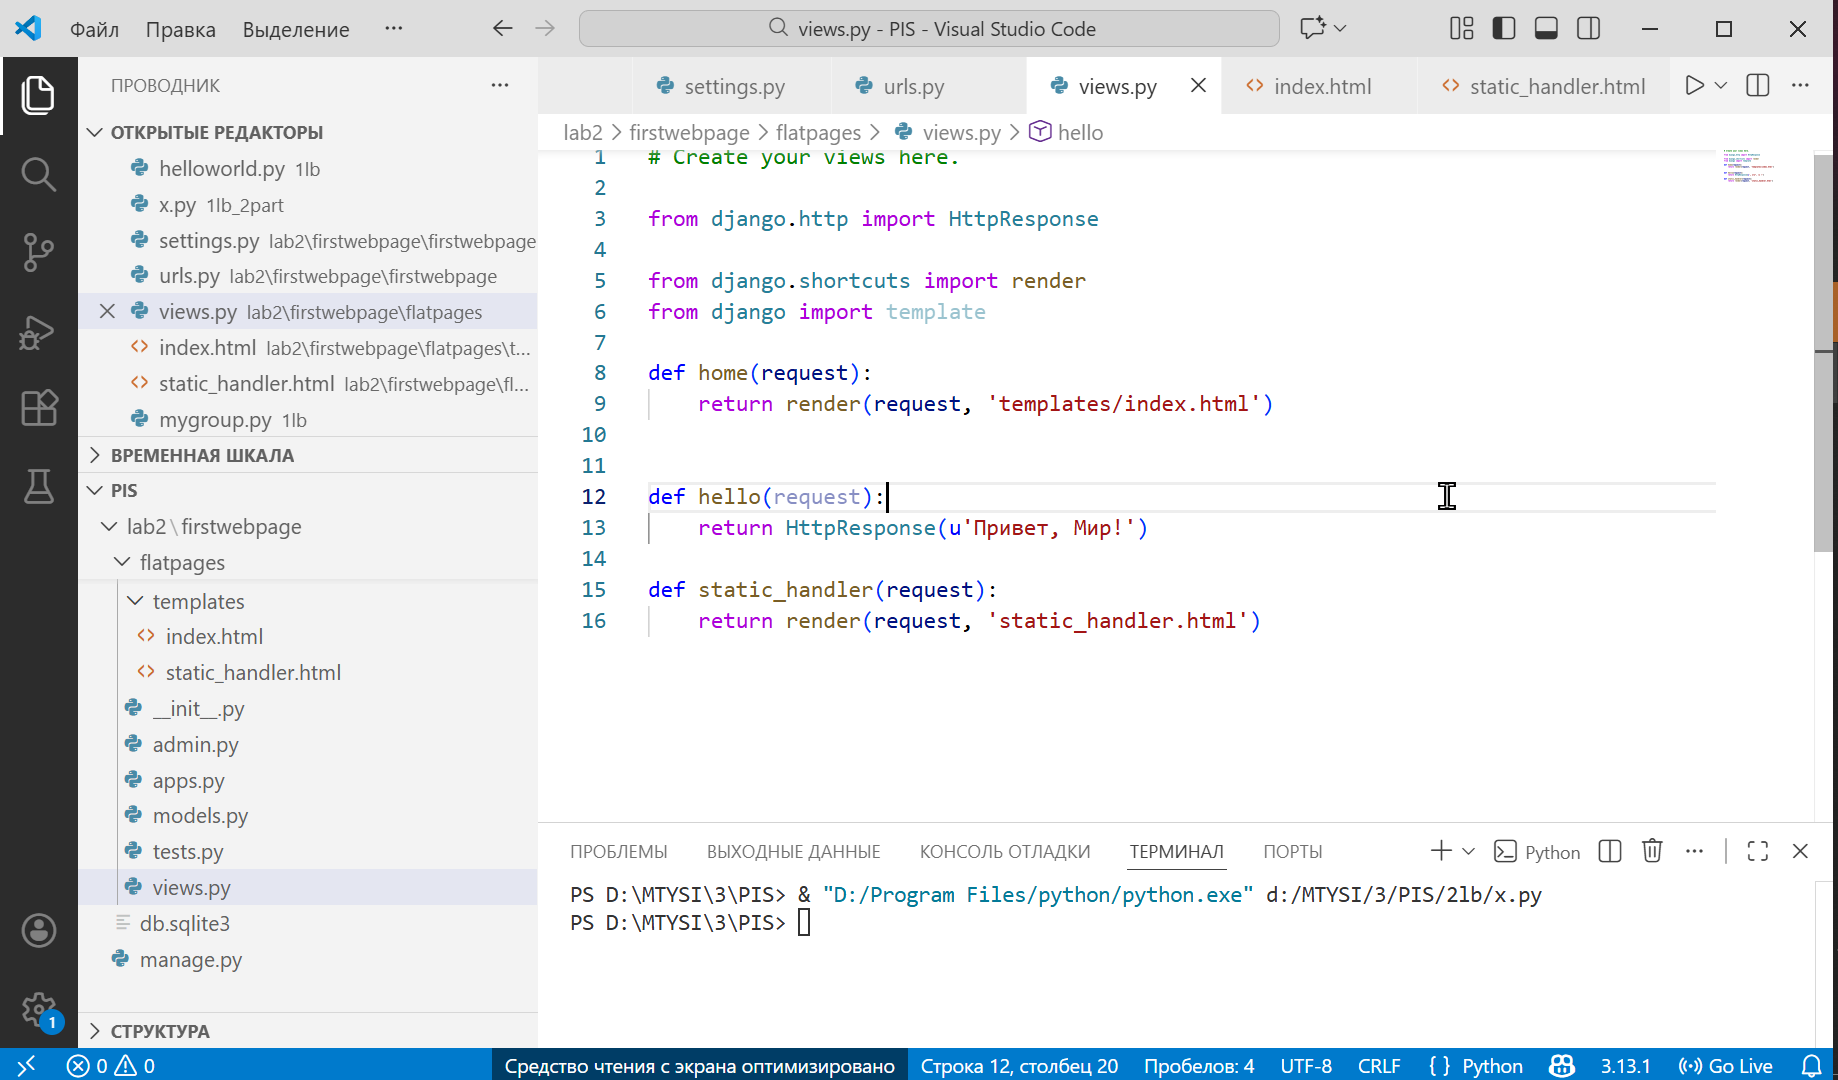 Файл Правка Выделение ··· views.py - PIS - Visual Studio Code
ПРОВОДНИК ···
ОТКРЫТЫЕ РЕДАКТОРЫ
helloworld.py 1lb
x.py 1lb_2part
settings.py lab2\firstwebpage\firstwebpage
urls.py lab2\firstwebpage\firstwebpage
views.py lab2\firstwebpage\flatpages
index.html lab2\firstwebpage\flatpages\t...
static_handler.html lab2\firstwebpage\fl...
mygroup.py 1lb
ВРЕМЕННАЯ ШКАЛА
PIS
lab2\firstwebpage
flatpages
templates
index.html
static_handler.html
__init__.py
admin.py
apps.py
models.py
tests.py
views.py
db.sqlite3
manage.py
СТРУКТУРА
1
settings.py urls.py views.py index.html static_handler.html ···
lab2 > firstwebpage > flatpages > views.py > hello
1 # Create your views here.
2
3 from django.http import HttpResponse
4
5 from django.shortcuts import render
6 from django import template
7
8 def home(request):
9 return render(request, 'templates/index.html')
10
11
12 def hello(request):
13 return HttpResponse(u'Привет, Мир!')
14
15 def static_handler(request):
16 return render(request, 'static_handler.html')
ПРОБЛЕМЫ ВЫХОДНЫЕ ДАННЫЕ КОНСОЛЬ ОТЛАДКИ ТЕРМИНАЛ ПОРТЫ Python ···
PS D:\MTYSI\3\PIS> & "D:/Program Files/python/python.exe" d:/MTYSI/3/PIS/2lb/x.py
PS D:\MTYSI\3\PIS>
0 0 Средство чтения с экрана оптимизировано Строка 12, столбец 20 Пробелов: 4 UTF-8 CRLF { } Python 3.13.1 Go Live